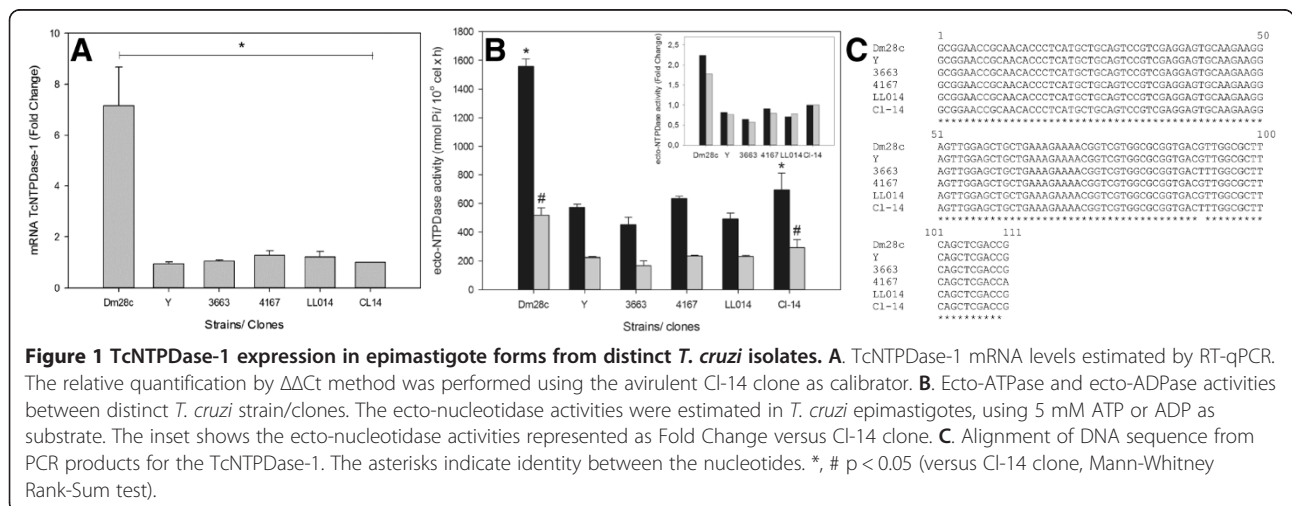 A
*
mRNA TcNTPDase-1 (Fold Change)
10
8
6
4
2
0
Dm28c Y 3663 4167 LL014 CL14
Strains/ Clones
B
ecto-NTPDase activity (nmol Pi/ 10⁸ cel x h)
1800
1600
1400
1200
1000
800
600
400
200
0
*
#
*
#
Dm28c Y 3663 4167 LL014 Cl-14
Strains/ clones
ecto-NTPDase activity (Fold Change)
2,5
2,0
1,5
1,0
0,5
0,0
Dm28c Y 3663 4167 LL014 Cl-14
C
1 50
Dm28c GCGGAACCGCAACACCCTCATGCTGCAGTCCGTCGAGGAGTGCAAGAAGG
Y GCGGAACCGCAACACCCTCATGCTGCAGTCCGTCGAGGAGTGCAAGAAGG
3663 GCGGAACCGCAACACCCTCATGCTGCAGTCCGTCGAGGAGTGCAAGAAGG
4167 GCGGAACCGCAACACCCTCATGCTGCAGTCCGTCGAGGAGTGCAAGAAGG
LL014 GCGGAACCGCAACACCCTCATGCTGCAGTCCGTCGAGGAGTGCAAGAAGG
Cl-14 GCGGAACCGCAACACCCTCATGCTGCAGTCCGTCGAGGAGTGCAAGAAGG
**************************************************
51 100
Dm28c AGTTGGAGCTGCTGAAAGAAAACGGTCGTGGCGCGGTGACGTTGGCGCTT
Y AGTTGGAGCTGCTGAAAGAAAACGGTCGTGGCGCGGTGACTTTGGCGCTT
3663 AGTTGGAGCTGCTGAAAGAAAACGGTCGTGGCGCGGTGACGTTGGCGCTT
4167 AGTTGGAGCTGCTGAAAGAAAACGGTCGTGGCGCGGTGACGTTGGCGCTT
LL014 AGTTGGAGCTGCTGAAAGAAAACGGTCGTGGCGCGGTGACTTTGGCGCTT
Cl-14 AGTTGGAGCTGCTGAAAGAAAACGGTCGTGGCGCGGTGACTTTGGCGCTT
**************************************** *********
101 111
Dm28c CAGCTCGACCG
Y CAGCTCGACCG
3663 CAGCTCGACCG
4167 CAGCTCGACCA
LL014 CAGCTCGACCG
Cl-14 CAGCTCGACCG
**********
Figure 1 TcNTPDase-1 expression in epimastigote forms from distinct T. cruzi isolates. A. TcNTPDase-1 mRNA levels estimated by RT-qPCR.
The relative quantification by ΔΔCt method was performed using the avirulent Cl-14 clone as calibrator. B. Ecto-ATPase and ecto-ADPase activities
between distinct T. cruzi strain/clones. The ecto-nucleotidase activities were estimated in T. cruzi epimastigotes, using 5 mM ATP or ADP as
substrate. The inset shows the ecto-nucleotidase activities represented as Fold Change versus Cl-14 clone. C. Alignment of DNA sequence from
PCR products for the TcNTPDase-1. The asterisks indicate identity between the nucleotides. *, # p < 0.05 (versus Cl-14 clone, Mann-Whitney
Rank-Sum test).